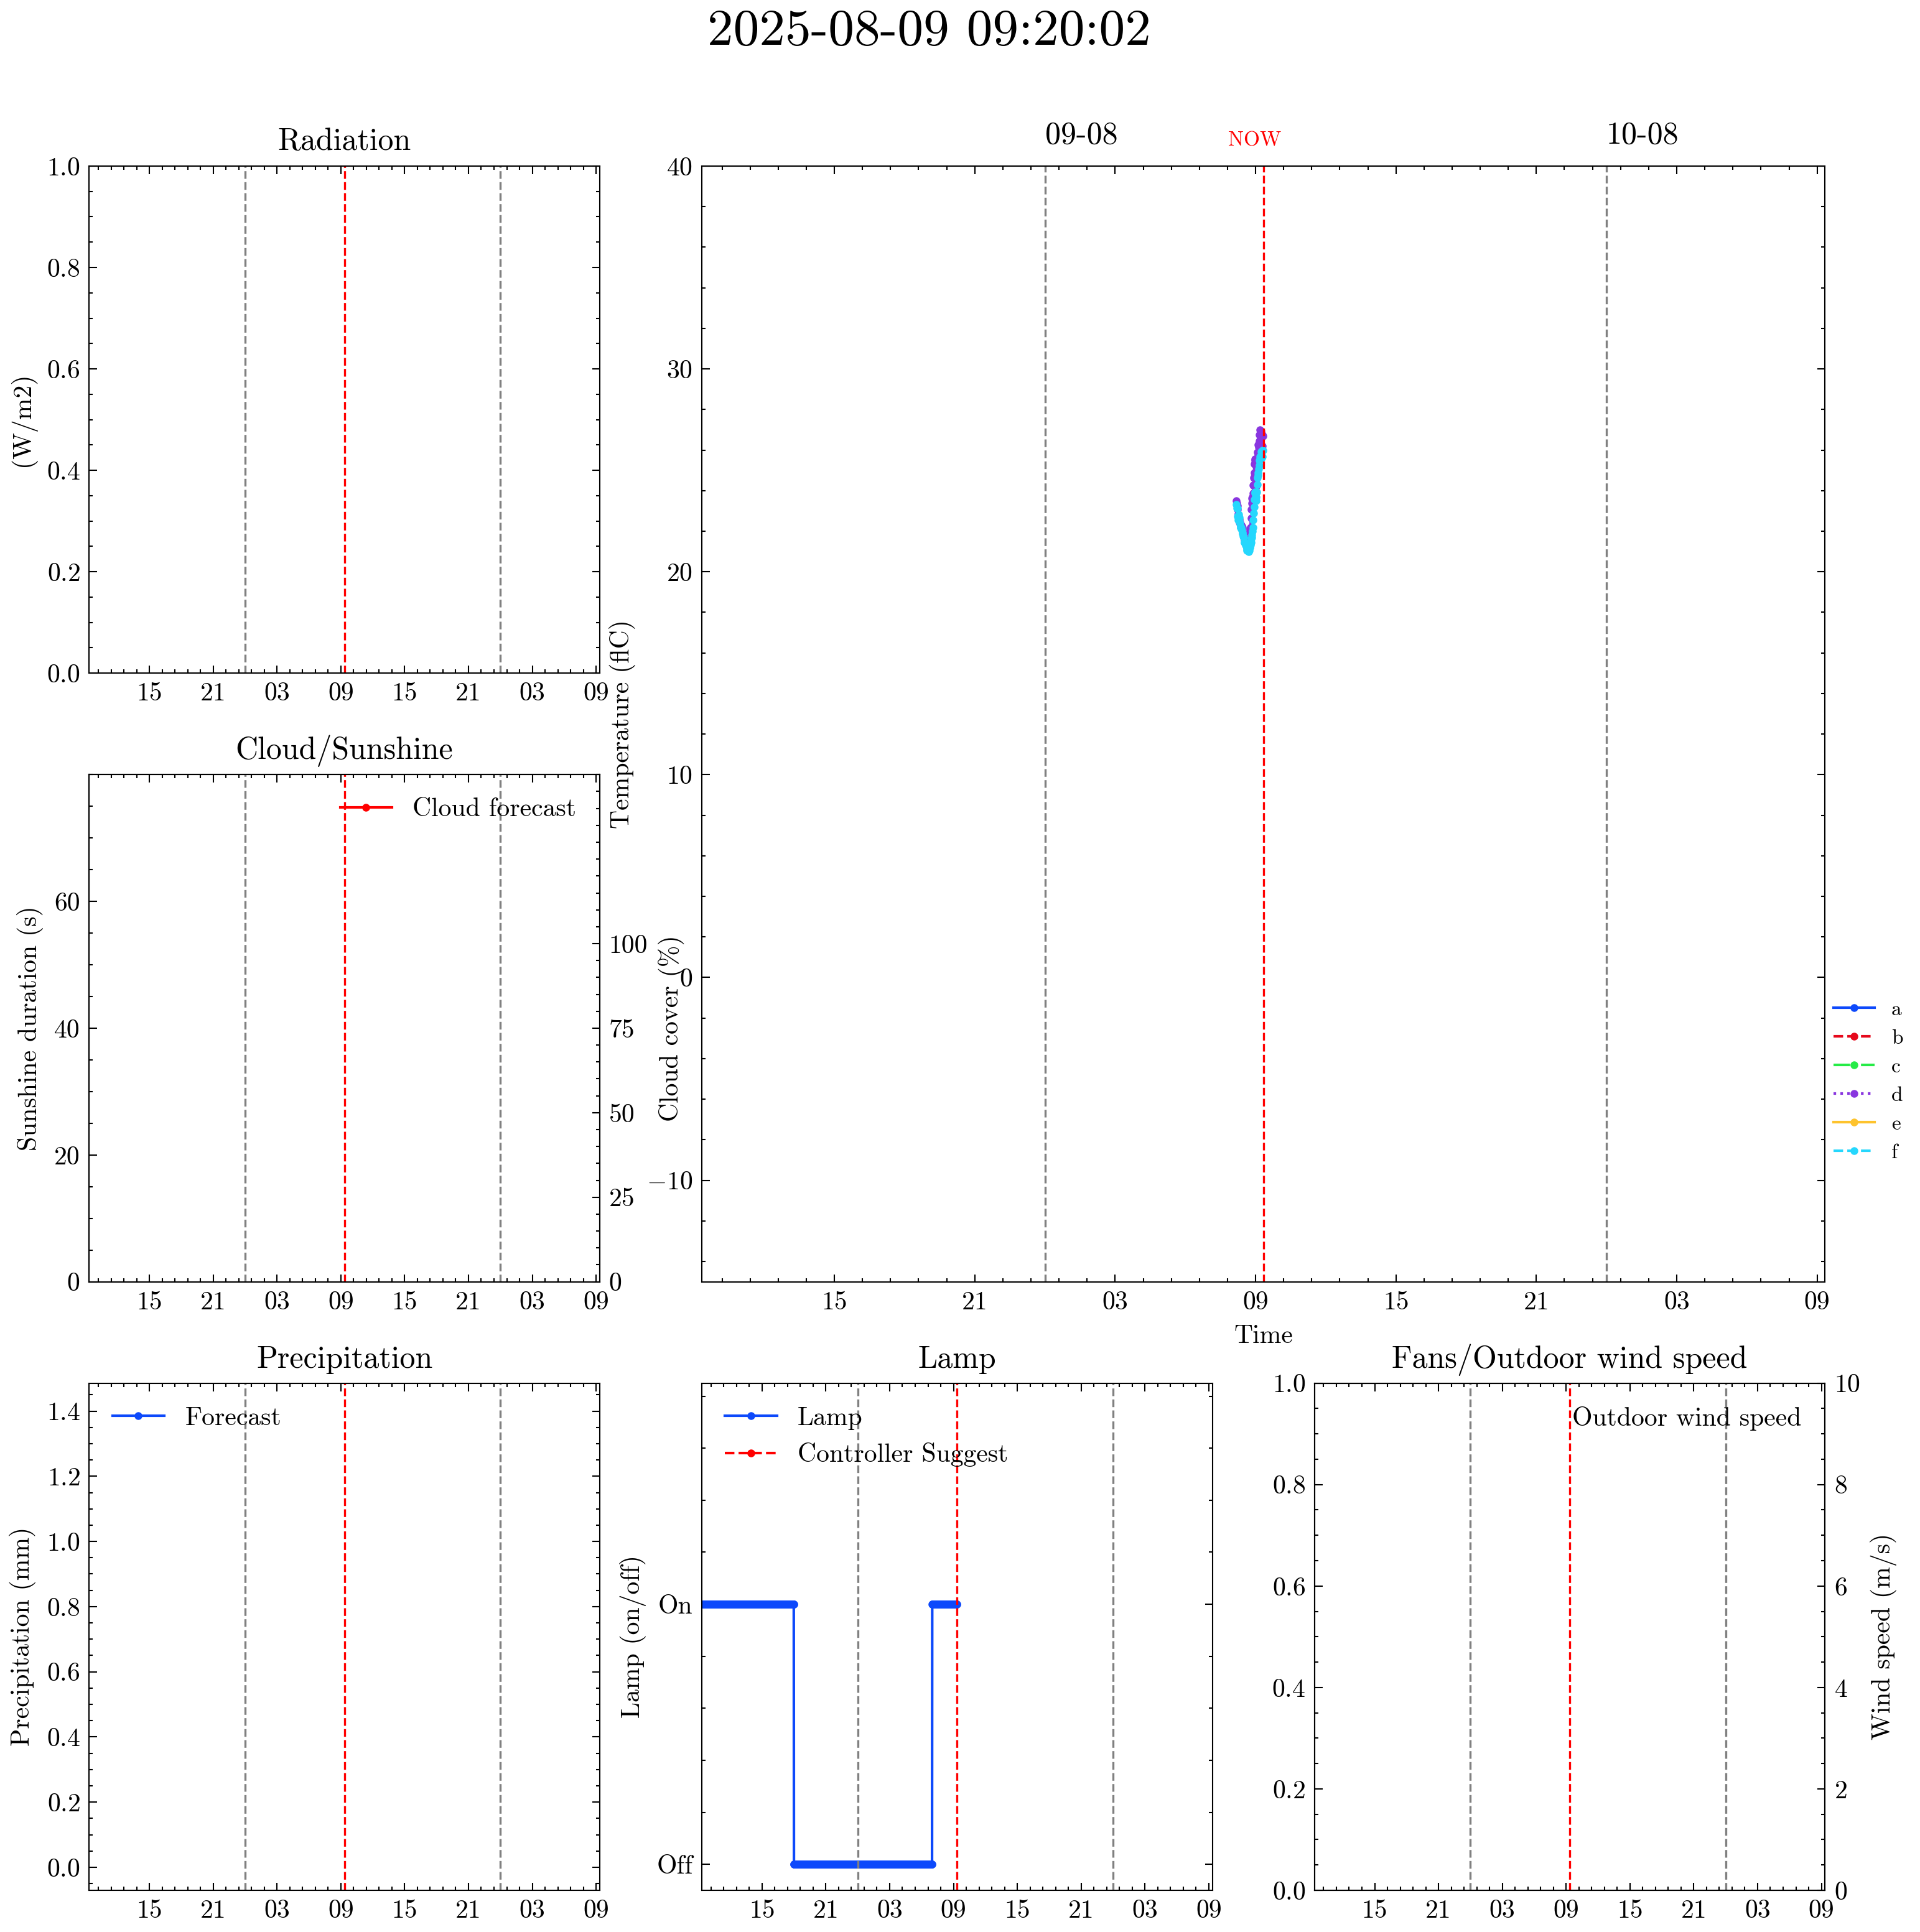 2025-08-09 09:20:02
Radiation
1.0
0.8
0.6
0.4
0.2
0.0
(W/m2)
15 21 03 09 15 21 03 09
09-08
NOW
10-08
40
30
20
10
0
−10
Temperature (flC)
15 21 03 09 15 21 03 09
Time
a
b
c
d
e
f
Cloud/Sunshine
Cloud forecast
60
40
20
0
Sunshine duration (s)
100
75
50
25
0
Cloud cover (%)
15 21 03 09 15 21 03 09
Precipitation
Forecast
1.4
1.2
1.0
0.8
0.6
0.4
0.2
0.0
Precipitation (mm)
15 21 03 09 15 21 03 09
Lamp
Lamp
Controller Suggest
On
Off
Lamp (on/off)
15 21 03 09 15 21 03 09
Fans/Outdoor wind speed
Outdoor wind speed
1.0
0.8
0.6
0.4
0.2
0.0
10
8
6
4
2
0
Wind speed (m/s)
15 21 03 09 15 21 03 09